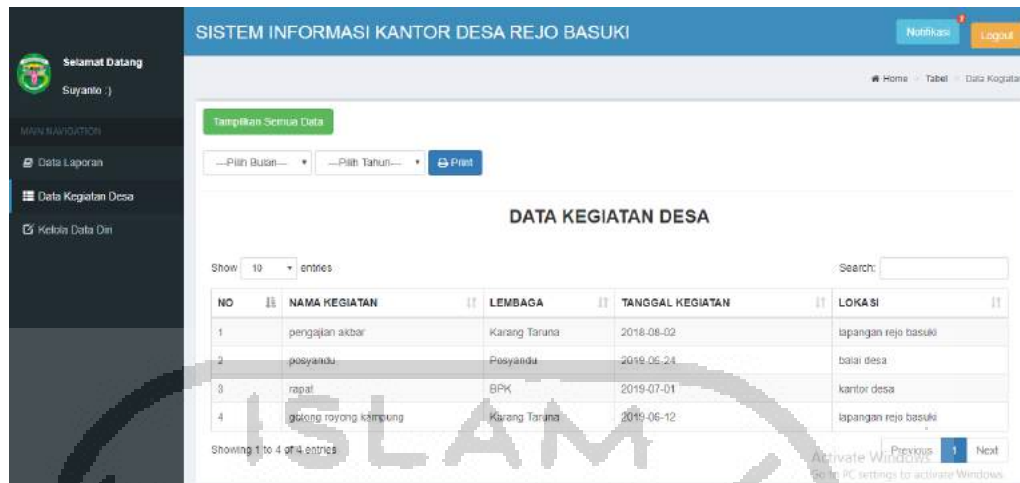 SISTEM INFORMASI KANTOR DESA REJO BASUKI
Notifikasi
Logout
Selamat Datang
Suyanto :)
Home Tabel Data Kegiatan
MAIN NAVIGATION
Data Laporan
Data Kegiatan Desa
Kelola Data Diri
Tampilkan Semua Data
---Pilih Bulan--- ---Pilih Tahun--- Print
DATA KEGIATAN DESA
Show 10 entries Search:
NO NAMA KEGIATAN LEMBAGA TANGGAL KEGIATAN LOKASI
1 pengajian akbar Karang Taruna 2018-08-02 lapangan rejo basuki
2 posyandu Posyandu 2019-06-24 balai desa
3 rapat BPK 2019-07-01 kantor desa
4 gotong royong kampung Karang Taruna 2019-06-12 lapangan rejo basuki
Showing 1 to 4 of 4 entries Previous 1 Next
ISLAM
Activate Windows
Go to PC settings to activate Windows.